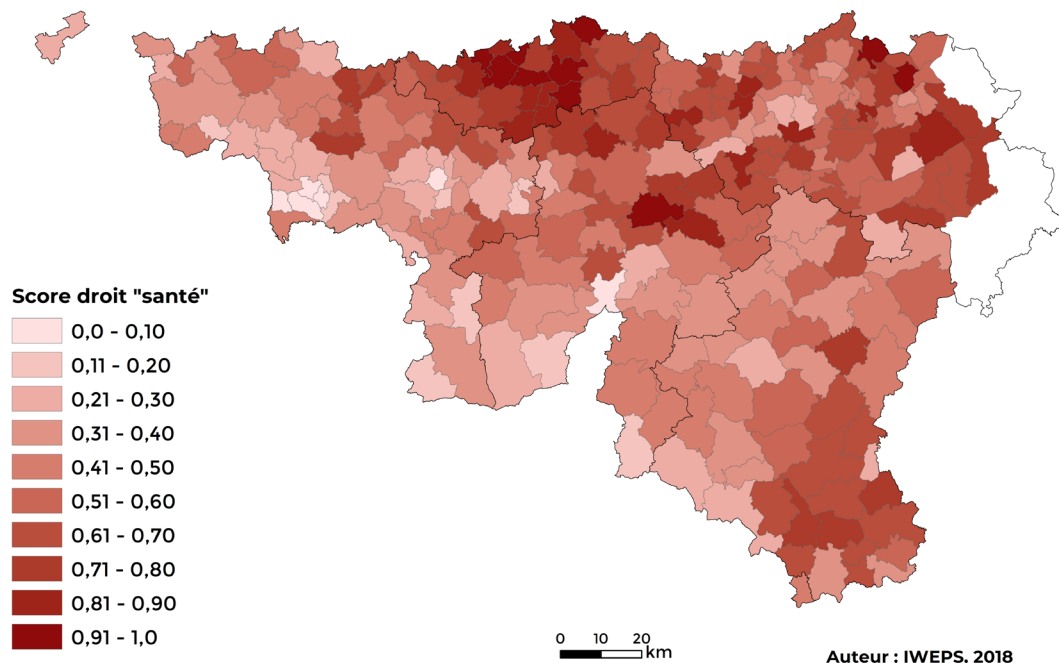 Score droit "santé"
0,0 - 0,10
0,11 - 0,20
0,21 - 0,30
0,31 - 0,40
0,41 - 0,50
0,51 - 0,60
0,61 - 0,70
0,71 - 0,80
0,81 - 0,90
0,91 - 1,0
0 10 20
km
Auteur : IWEPS, 2018